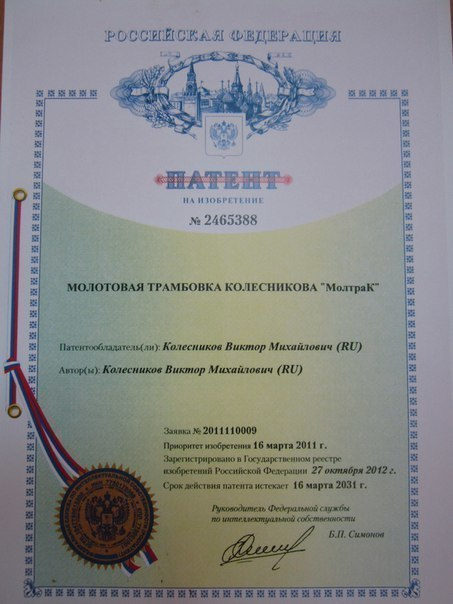 РОССИЙСКАЯ ФЕДЕРАЦИЯ
ПАТЕНТ
НА ИЗОБРЕТЕНИЕ
№ 2465388
МОЛОТОВАЯ ТРАМБОВКА КОЛЕСНИКОВА "МолтраК"
Патентообладатель(ли): Колесников Виктор Михайлович (RU)
Автор(ы): Колесников Виктор Михайлович (RU)
Заявка № 2011110009
Приоритет изобретения 16 марта 2011 г.
Зарегистрировано в Государственном реестре
изобретений Российской Федерации 27 октября 2012 г.
Срок действия патента истекает 16 марта 2031 г.
Руководитель Федеральной службы
по интеллектуальной собственности
Б.П. Симонов